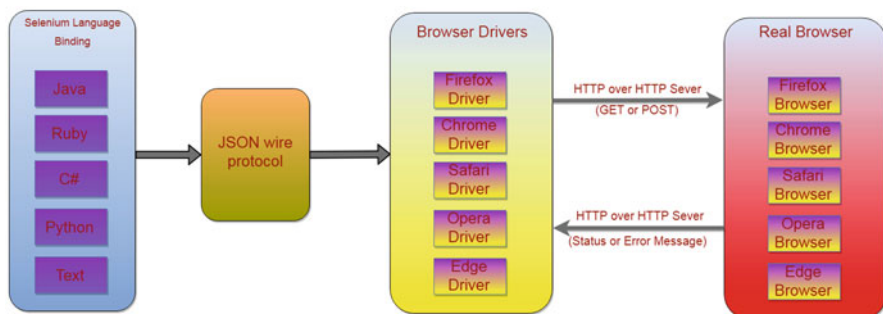 Selenium Language
Binding
Java
Ruby
C#
Python
Text
JSON wire
protocol
Browser Drivers
Firefox
Driver
Chrome
Driver
Safari
Driver
Opera
Driver
Edge
Driver
HTTP over HTTP Sever
(GET or POST)
HTTP over HTTP Sever
(Status or Error Message)
Real Browser
Firefox
Browser
Chrome
Browser
Safari
Browser
Opera
Browser
Edge
Browser